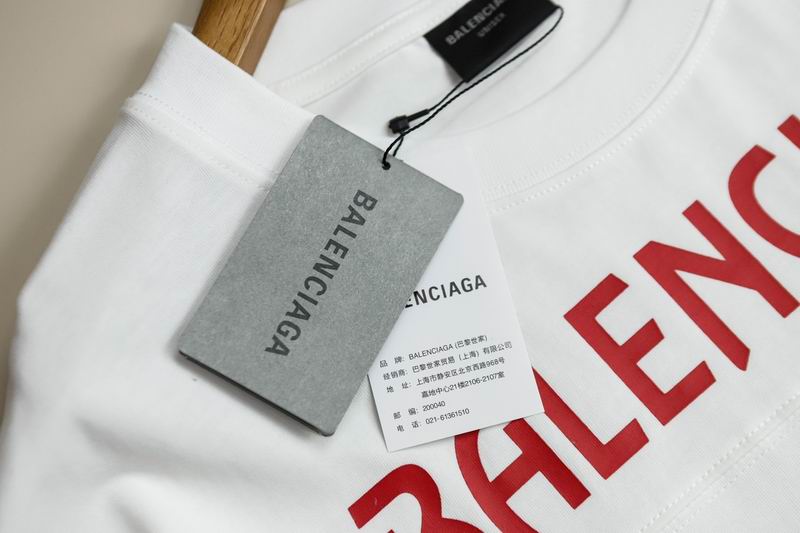 BALENCIAGA
UNISEX
BALENCIAGA
ENCIAGA
品 牌：BALENCIAGA (巴黎世家)
经销商：巴黎世家贸易（上海）有限公司
地 址：上海市静安区北京西路968号
嘉地中心21楼2106-2107室
邮 编：200040
电 话：021-61361510
BALENC